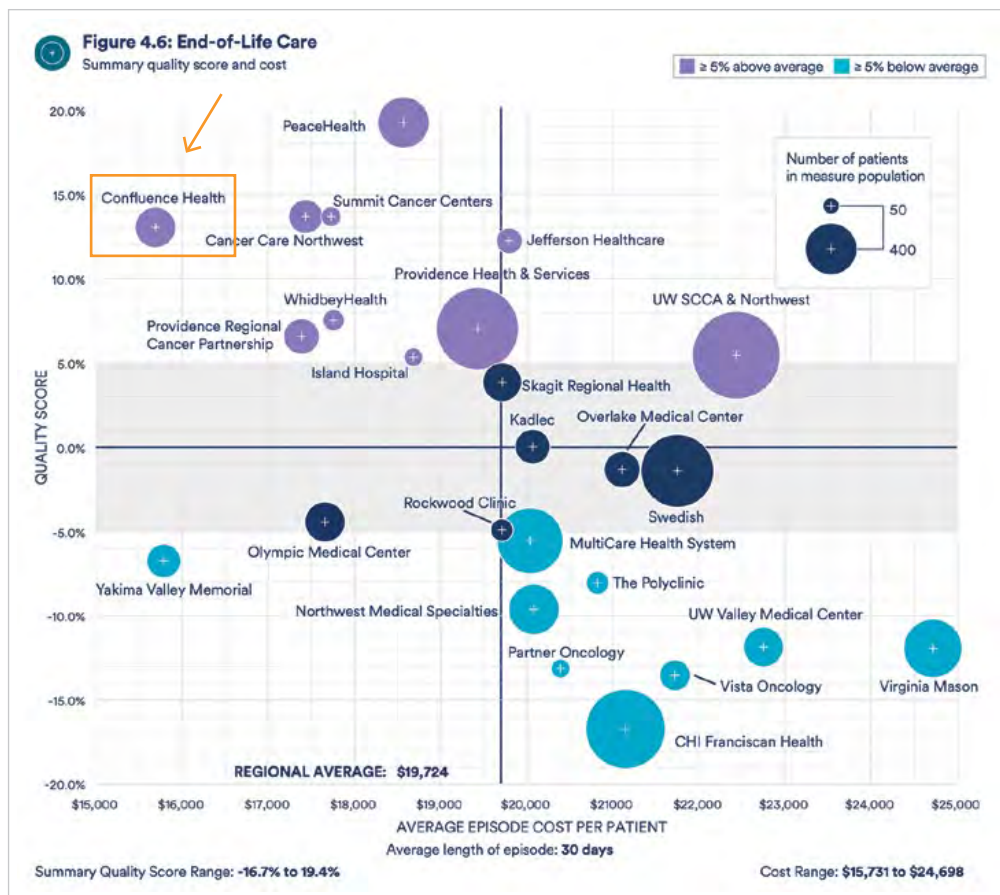 Figure 4.6: End-of-Life Care
Summary quality score and cost
≥ 5% above average
≥ 5% below average
20.0%
15.0%
10.0%
5.0%
0.0%
-5.0%
-10.0%
-15.0%
-20.0%
QUALITY SCORE
PeaceHealth
Number of patients
in measure population
50
400
Confluence Health
Summit Cancer Centers
Cancer Care Northwest
Jefferson Healthcare
Providence Health & Services
UW SCCA & Northwest
WhidbeyHealth
Providence Regional
Cancer Partnership
Island Hospital
Skagit Regional Health
Kadlec
Overlake Medical Center
Rockwood Clinic
Swedish
Olympic Medical Center
MultiCare Health System
Yakima Valley Memorial
The Polyclinic
Northwest Medical Specialties
UW Valley Medical Center
Partner Oncology
Vista Oncology
Virginia Mason
CHI Franciscan Health
REGIONAL AVERAGE: $19,724
$15,000
$16,000
$17,000
$18,000
$19,000
$20,000
$21,000
$22,000
$23,000
$24,000
$25,000
AVERAGE EPISODE COST PER PATIENT
Average length of episode: 30 days
Summary Quality Score Range: -16.7% to 19.4%
Cost Range: $15,731 to $24,698